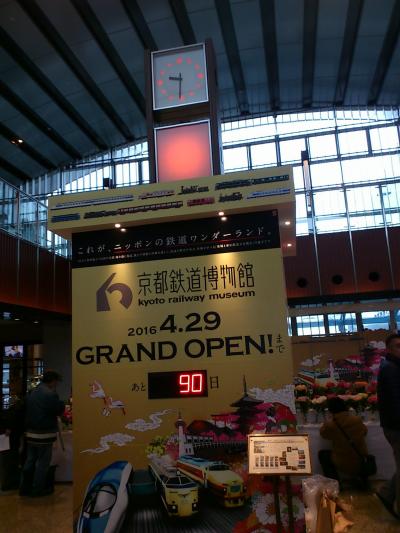 これが、ニッポンの鉄道ワンダーランド。
京都鉄道博物館
kyoto railway museum
2016 4.29
GRAND OPEN!まで
あと 90 日